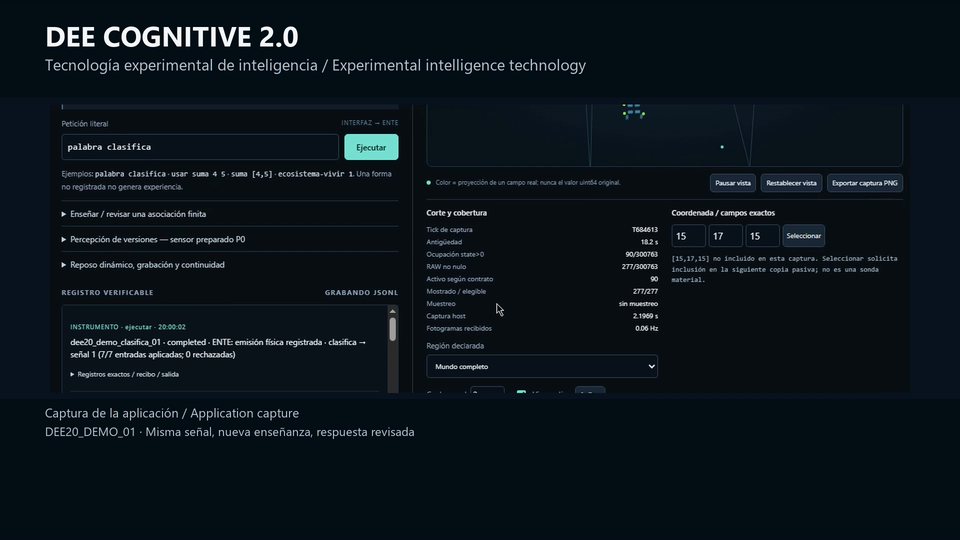 DEE COGNITIVE 2.0
Tecnología experimental de inteligencia / Experimental intelligence technology
Petición literal
INTERFAZ — ENTE
palabra clasifica
Ejecutar
Ejemplos: palabra clasifica · usar suma 4 5 · suma [4,5] · ecosistema-vivir 1. Una forma
no registrada no genera experiencia.
▶ Enseñar / revisar una asociación finita
▶ Percepción de versiones — sensor preparado P0
▶ Reposo dinámico, grabación y continuidad
REGISTRO VERIFICABLE
GRABANDO JSONL
INSTRUMENTO · ejecutar · 20:00:02
dee20_demo_clasifica_01 · completed · ENTE: emisión física registrada · clasifica →
señal 1 (7/7 entradas aplicadas; 0 rechazadas)
▶ Registros exactos / recibo / salida
Color = proyección de un campo real; nunca el valor uint64 original.
Pausar vista
Restablecer vista
Exportar captura PNG
Corte y cobertura
Tick de captura T684613
Antigüedad 18.2 s
Ocupación state>0 90/300763
RAW no nulo 277/300763
Activo según contrato 90
Mostrado / elegible 277/277
Muestreo sin muestreo
Captura host 2.1969 s
Fotogramas recibidos 0.06 Hz
Región declarada
Mundo completo
Coordenada / campos exactos
15 17 15 Seleccionar
[15,17,15] no incluido en esta captura. Seleccionar solicita
inclusión en la siguiente copia pasiva; no es una sonda
material.
Captura de la aplicación / Application capture
DEE20_DEMO_01 · Misma señal, nueva enseñanza, respuesta revisada